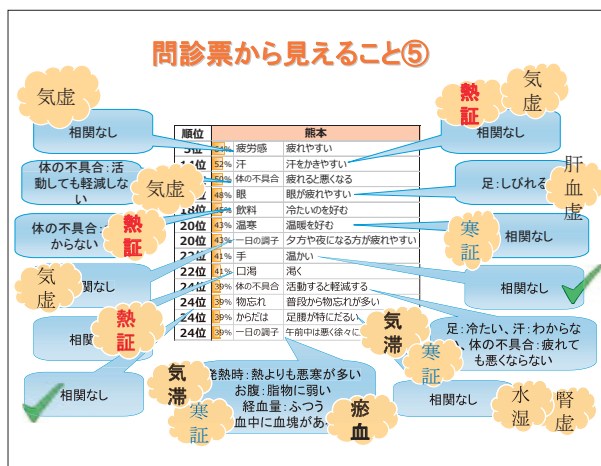 問診票から見えること⑤
気虚
相関なし
熱証
気虚
相関なし
順位 熊本
疲労感 疲れやすい
52% 汗 汗をかきやすい
50% 体の不具合 疲れると悪くなる
48% 眼 眼が疲れやすい
飲料 冷たいのを好む
20位 43% 温寒 温暖を好む
20位 43% 一日の調子 夕方や夜になる方が疲れやすい
22位 41% 手 温かい
22位 41% 口渇 渇く
24位 39% 体の不具合 活動すると軽減する
24位 39% 物忘れ 普段から物忘れが多い
24位 39% からだは 足腰が特にだるい
24位 39% 一日の調子 午前中は悪く徐々に
体の不具合：活
動しても軽減しな
い
気虚
足：しびれる
肝
血
虚
体の不具合：
からない
熱
証
寒
証
相関なし
気
虚
関なし
相関なし
相関
熱
証
気
滞
寒
証
足：冷たい、汗：わからな
い、体の不具合：疲れて
も悪くならない
相関なし
気
滞
寒
証
発熱時：熱よりも悪寒が多い
お腹：脂物に弱い
経血量：ふつう
血中に血塊があ
瘀
血
相関なし
水
湿
腎
虚